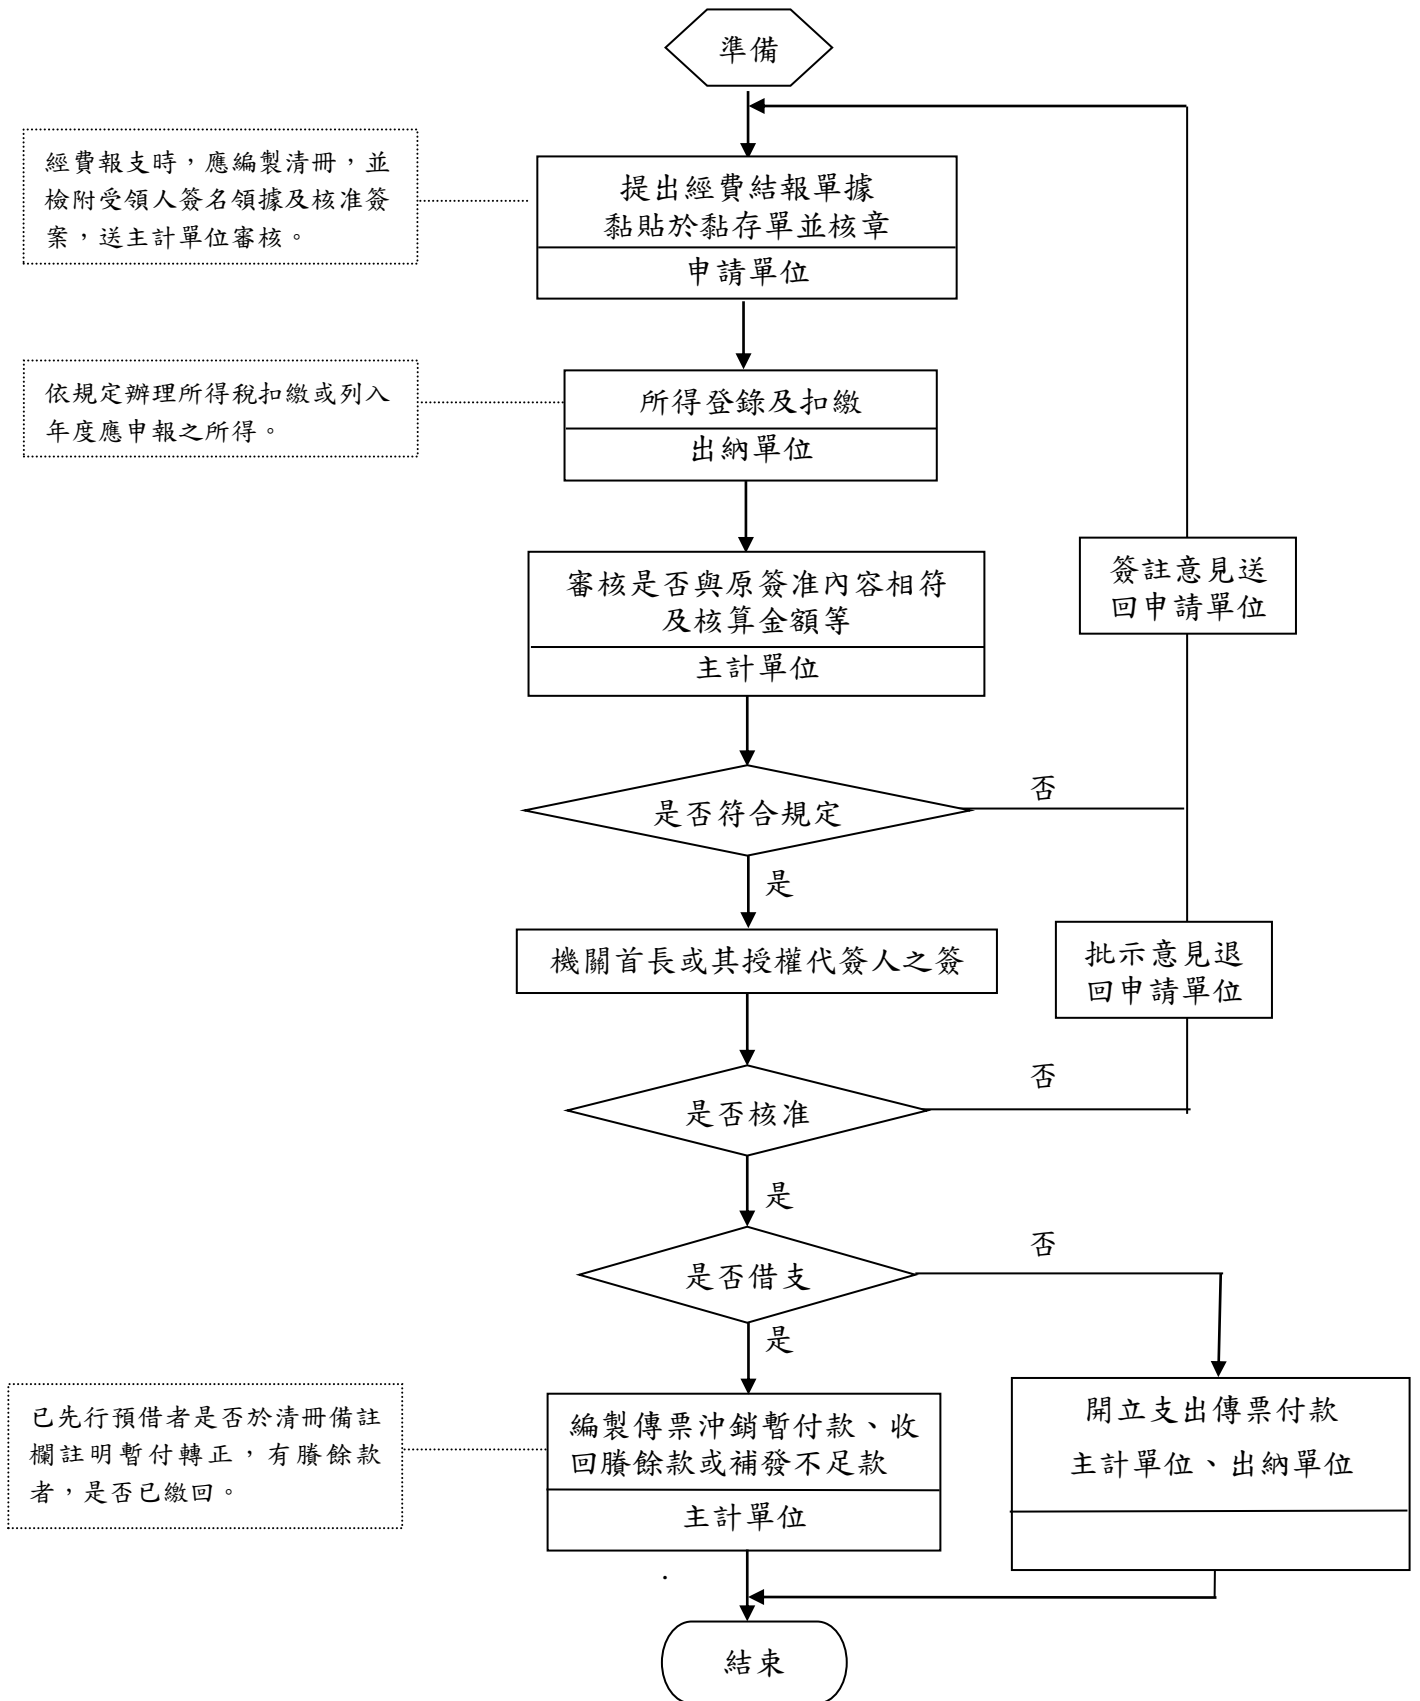 準備
經費報支時，應編製清冊，並
檢附受領人簽名領據及核准簽
案，送主計單位審核。
提出經費結報單據
黏貼於黏存單並核章
申請單位
依規定辦理所得稅扣繳或列入
年度應申報之所得。
所得登錄及扣繳
出納單位
審核是否與原簽准內容相符
及核算金額等
主計單位
簽註意見送
回申請單位
是否符合規定
否
是
機關首長或其授權代簽人之簽
批示意見退
回申請單位
是否核准
否
是
是否借支
否
是
已先行預借者是否於清冊備註
欄註明暫付轉正，有賸餘款
者，是否已繳回。
編製傳票沖銷暫付款、收
回賸餘款或補發不足款
主計單位
開立支出傳票付款
主計單位、出納單位
.
結束